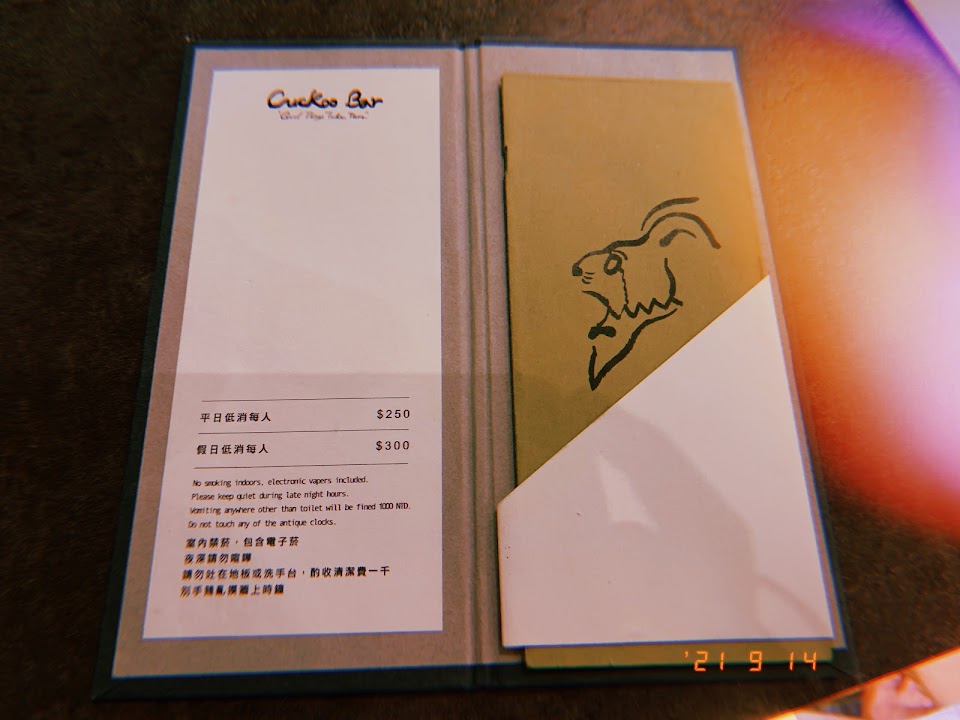 Cuckoo Bar
平日低消每人 $250
假日低消每人 $300
No smoking indoors, electronic vapers included.
Please keep quiet during late night hours.
Vomiting anywhere other than toilet will be fined 1000 NTD.
Do not touch any of the antique clocks.
室內禁菸，包含電子菸
夜深請勿喧嘩
請勿吐在地板或洗手台，酌收清潔費一千
別手賤亂摸牆上時鐘
'21 9 14